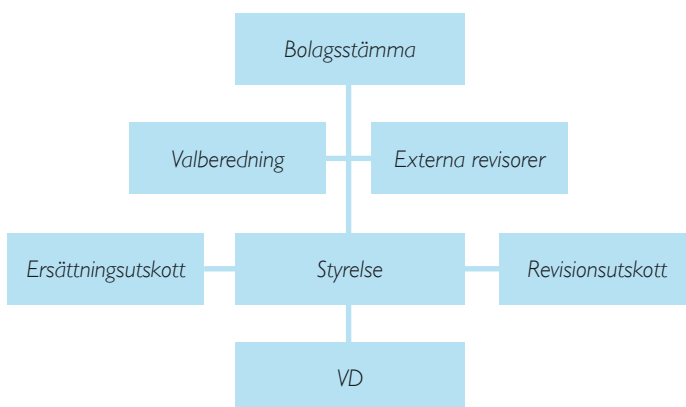 Bolagsstämma
Valberedning
Externa revisorer
Ersättningsutskott
Styrelse
Revisionsutskott
VD